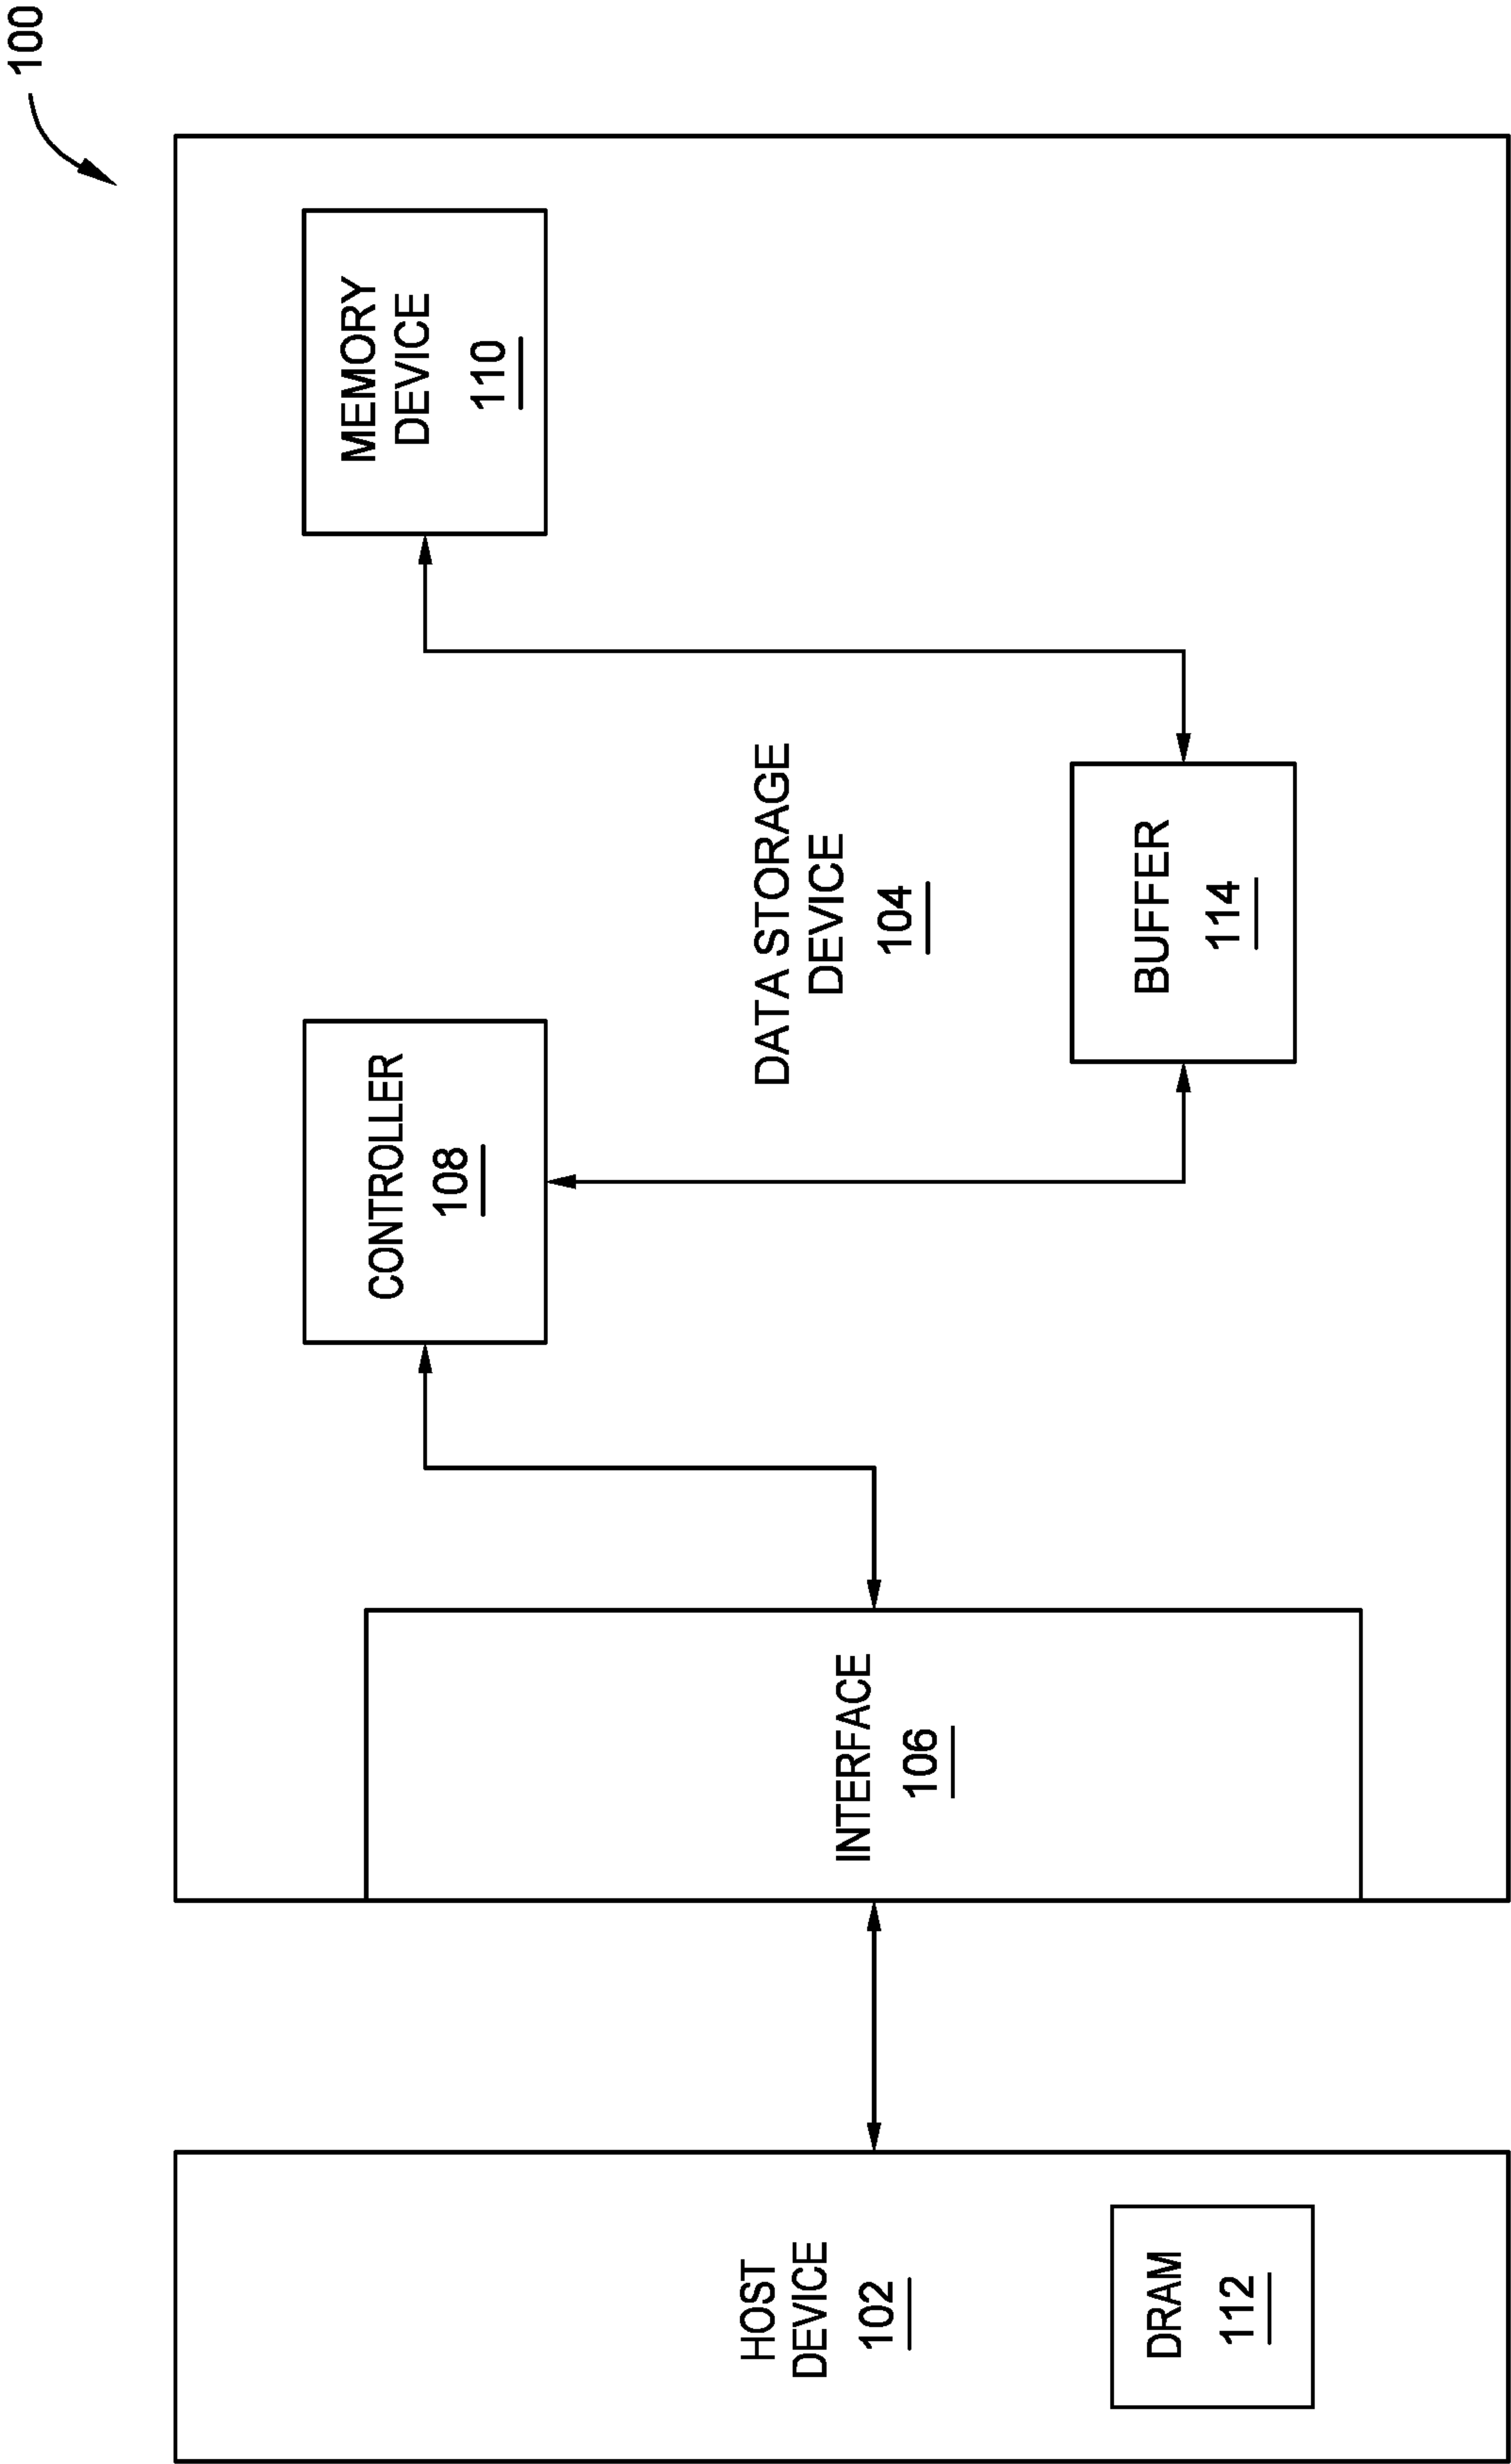 100
HOST
DEVICE
102
DRAM
112
INTERFACE
106
CONTROLLER
108
DATA STORAGE
DEVICE
104
BUFFER
114
MEMORY
DEVICE
110